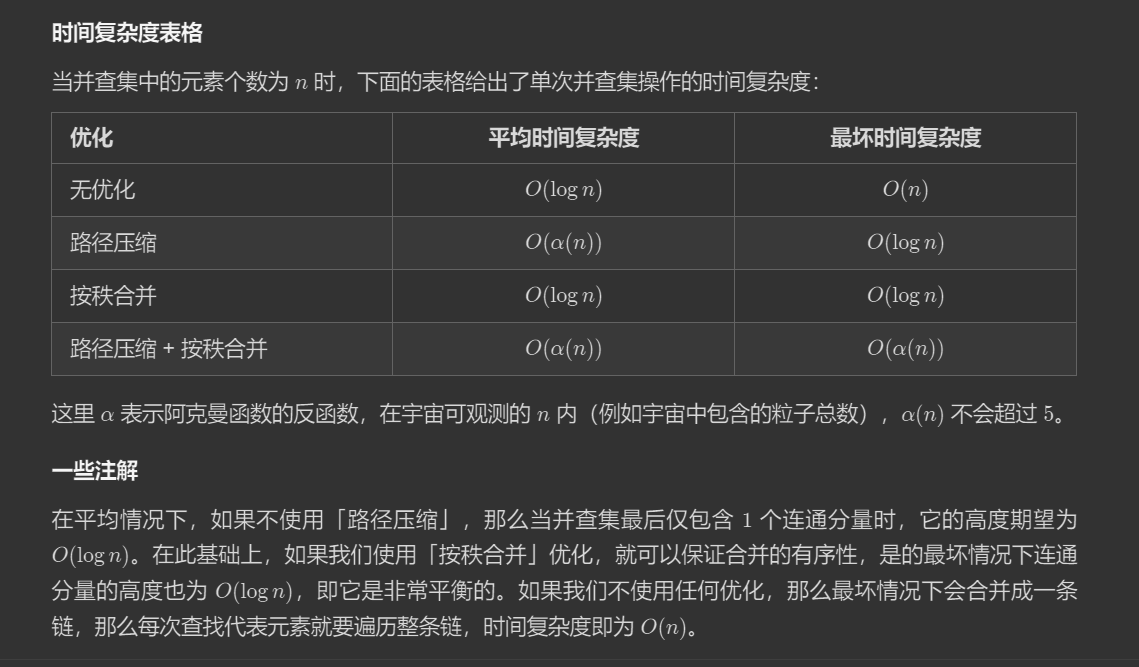 时间复杂度表格
当并查集中的元素个数为 n 时，下面的表格给出了单次并查集操作的时间复杂度：
优化 平均时间复杂度 最坏时间复杂度
无优化 O(log n) O(n)
路径压缩 O(α(n)) O(log n)
按秩合并 O(log n) O(log n)
路径压缩 + 按秩合并 O(α(n)) O(α(n))
这里 α 表示阿克曼函数的反函数，在宇宙可观测的 n 内（例如宇宙中包含的粒子总数），α(n) 不会超过 5。
一些注解
在平均情况下，如果不使用「路径压缩」，那么当并查集最后仅包含 1 个连通分量时，它的高度期望为
O(log n)。在此基础上，如果我们使用「按秩合并」优化，就可以保证合并的有序性，是的最坏情况下连通
分量的高度也为 O(log n)，即它是非常平衡的。如果我们不使用任何优化，那么最坏情况下会合并成一条
链，那么每次查找代表元素就要遍历整条链，时间复杂度即为 O(n)。